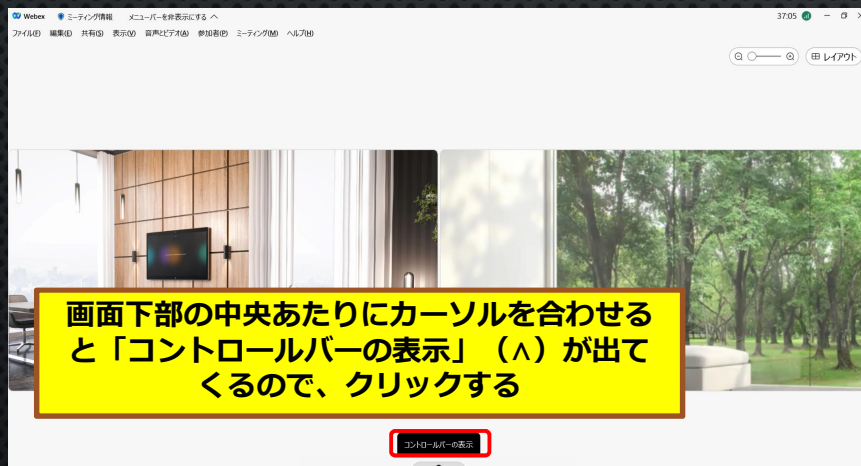 Webex ミーティング情報 メニューバーを非表示にする ヘ 37:05
ファイル(F) 編集(E) 共有(S) 表示(V) 音声とビデオ(A) 参加者(P) ミーティング(M) ヘルプ(H)
レイアウト
画面下部の中央あたりにカーソルを合わせる
と「コントロールバーの表示」（∧）が出て
くるので、クリックする
コントロールバーの表示